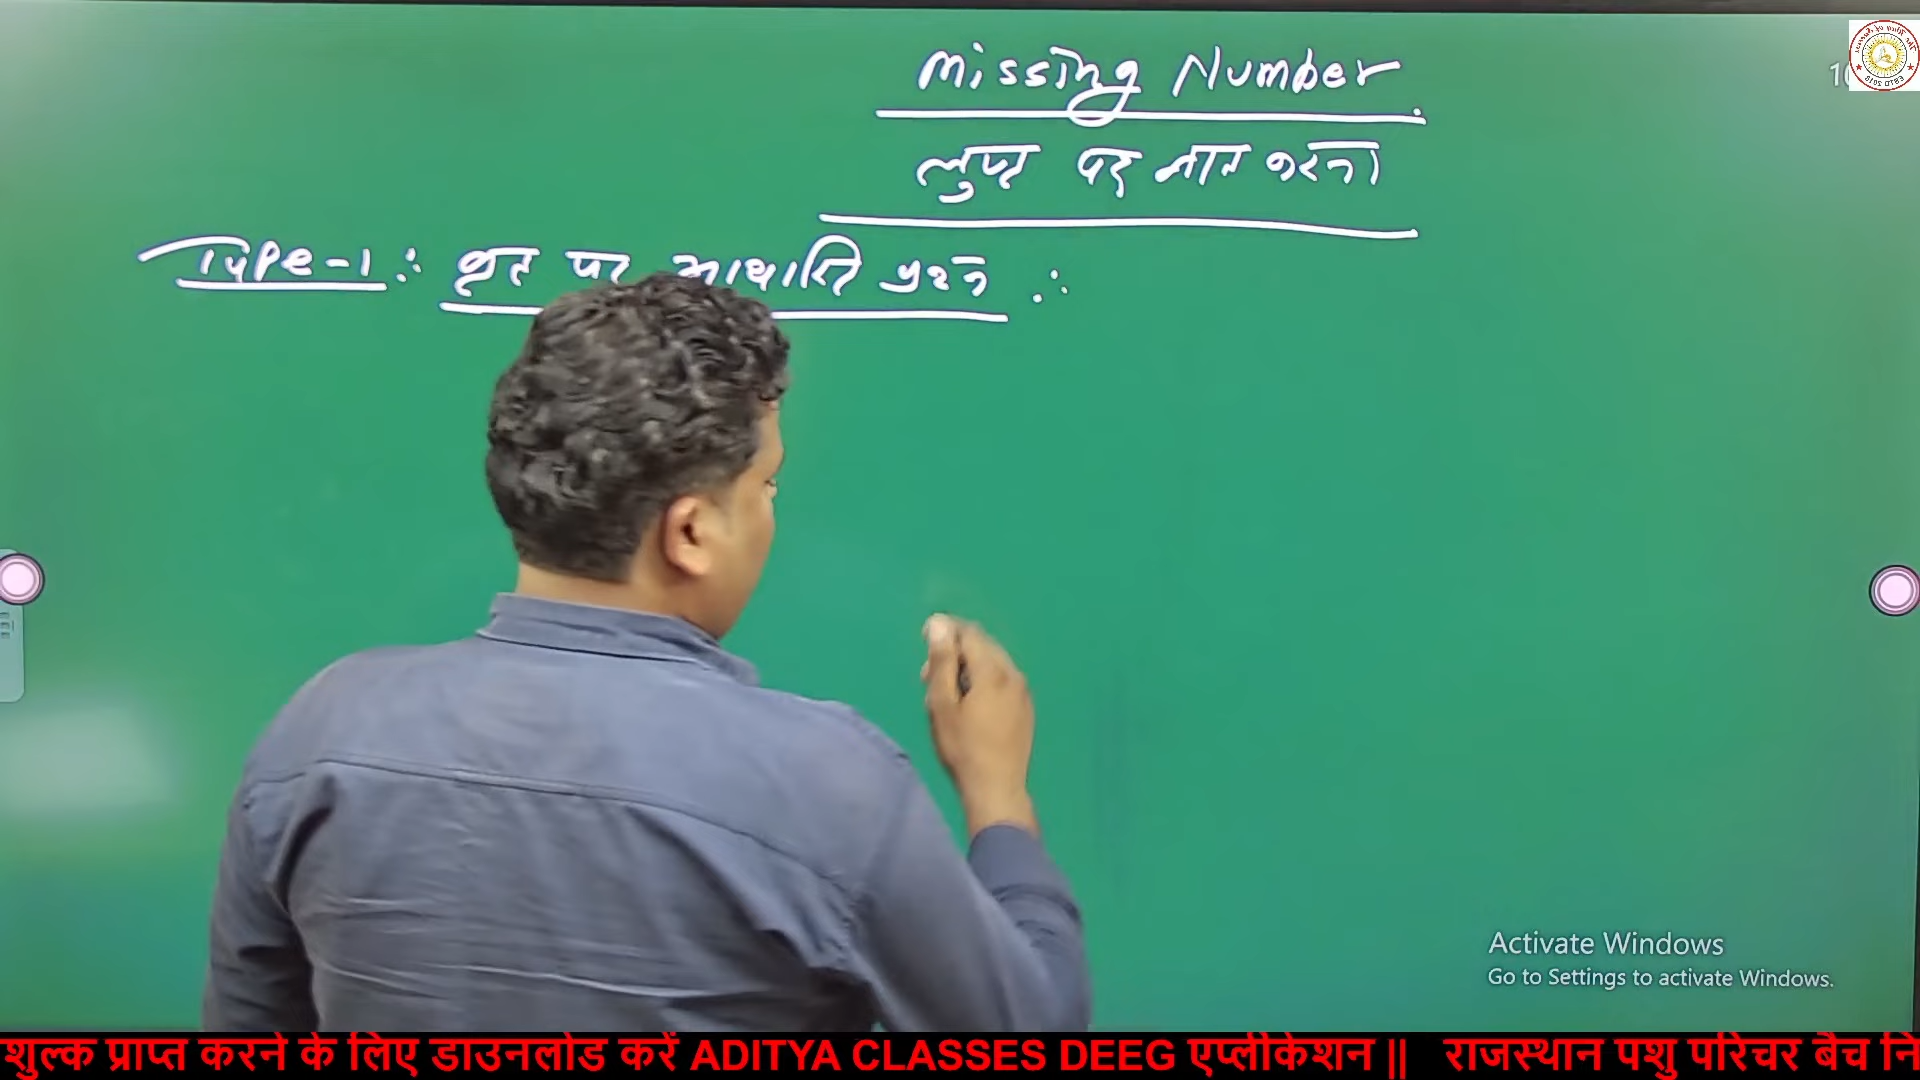 Missing Number
लुप्त पद ज्ञात करना
Type-1 : वृत पर आधारित प्रश्न :
Activate Windows
Go to Settings to activate Windows.
शुल्क प्राप्त करने के लिए डाउनलोड करें ADITYA CLASSES DEEG एप्लीकेशन || राजस्थान पशु परिचर बैच नि